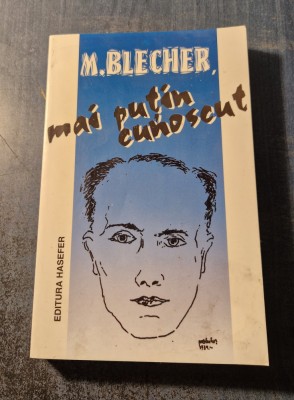 M. BLECHER,
mai puțin
cunoscut
EDITURA HASEFER